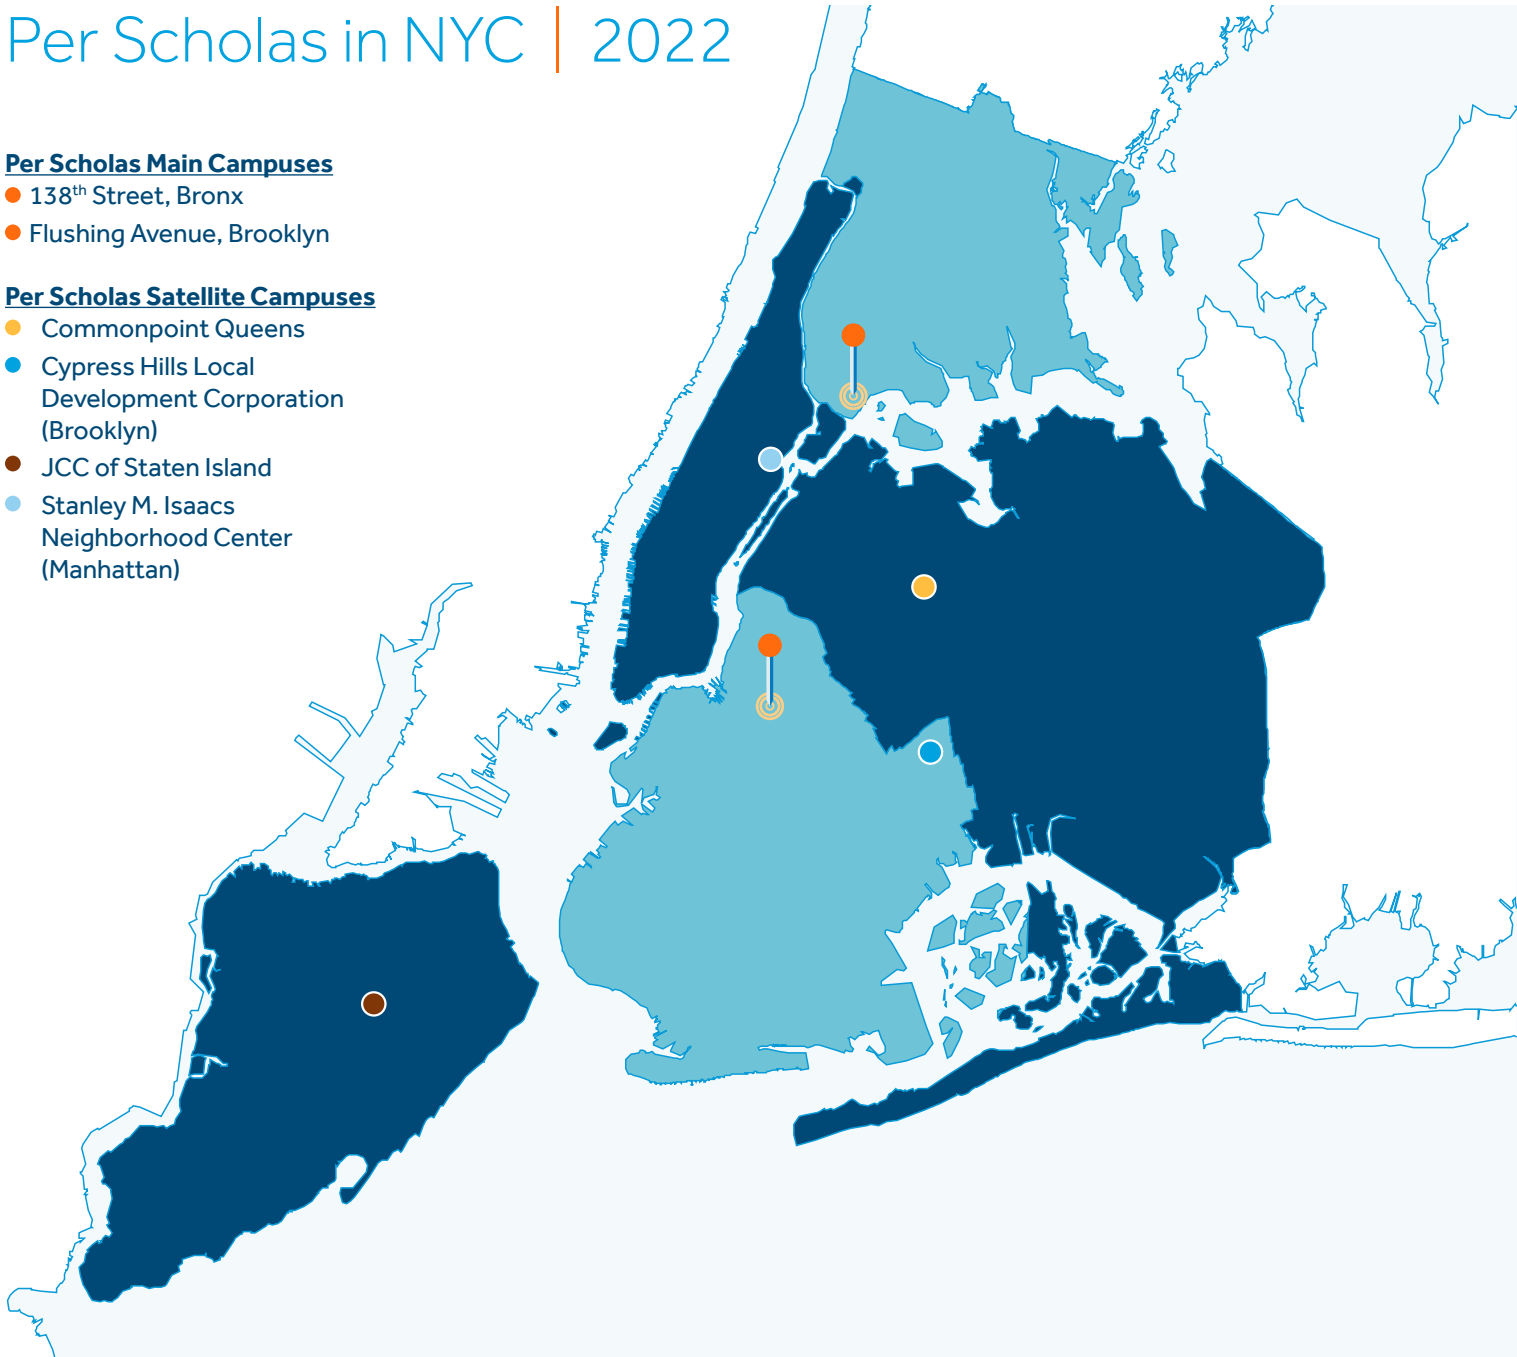 Per Scholas in NYC | 2022
Per Scholas Main Campuses
138th Street, Bronx
Flushing Avenue, Brooklyn
Per Scholas Satellite Campuses
Commonpoint Queens
Cypress Hills Local
Development Corporation
(Brooklyn)
JCC of Staten Island
Stanley M. Isaacs
Neighborhood Center
(Manhattan)